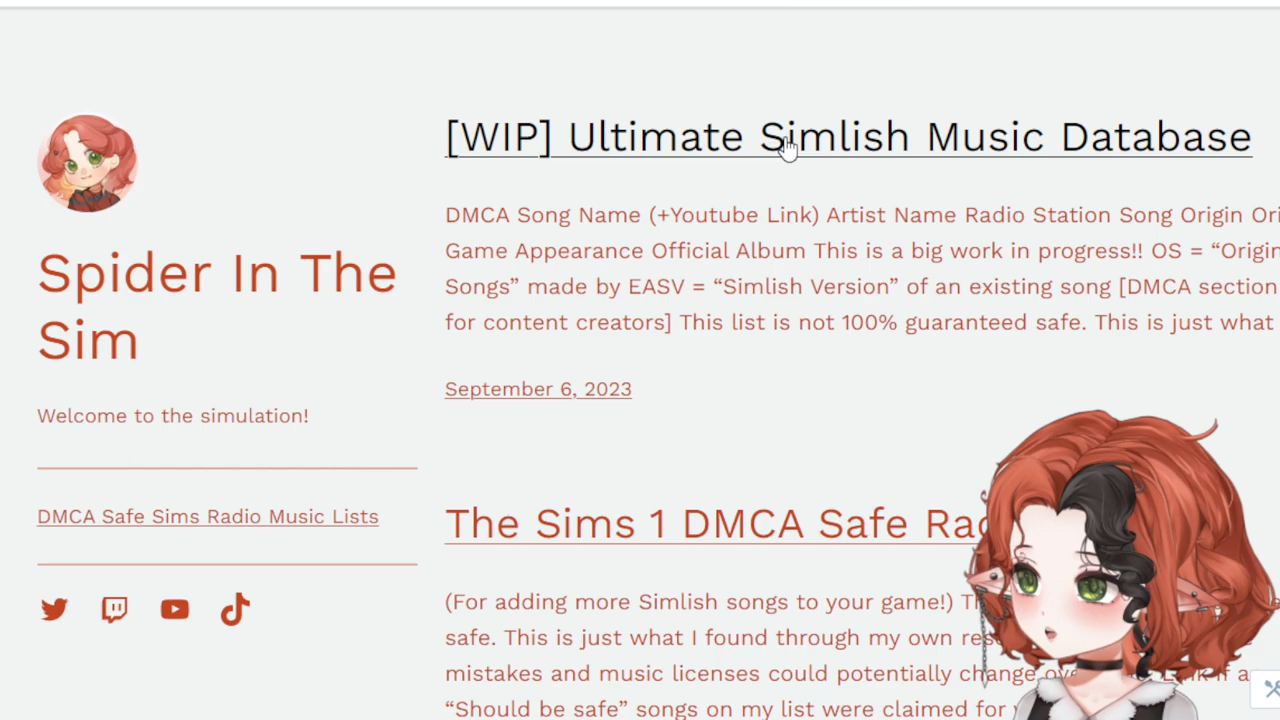 Spider In The
Sim
Welcome to the simulation!
DMCA Safe Sims Radio Music Lists
[WIP] Ultimate Simlish Music Database
DMCA Song Name (+Youtube Link) Artist Name Radio Station Song Origin
Game Appearance Official Album This is a big work in progress!! OS = “Origin
Songs” made by EASV = “Simlish Version” of an existing song [DMCA section
for content creators] This list is not 100% guaranteed safe. This is just what
September 6, 2023
The Sims 1 DMCA Safe
(For adding more Simlish songs to your game!)
safe. This is just what I found through my own
mistakes and music licenses could potentially change
“Should be safe” songs on my list were claimed for